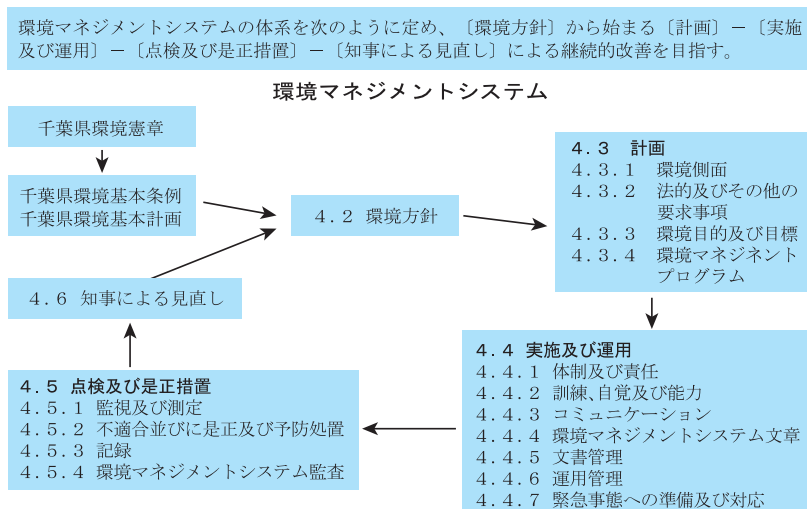 環境マネジメントシステムの体系を次のように定め、〔環境方針〕から始まる〔計画〕－〔実施
及び運用〕－〔点検及び是正措置〕－〔知事による見直し〕による継続的改善を目指す。
環境マネジメントシステム
千葉県環境憲章
千葉県環境基本条例
千葉県環境基本計画
4.2 環境方針
4.3 計画
4.3.1 環境側面
4.3.2 法的及びその他の
要求事項
4.3.3 環境目的及び目標
4.3.4 環境マネジネント
プログラム
4.6 知事による見直し
4.4 実施及び運用
4.4.1 体制及び責任
4.4.2 訓練、自覚及び能力
4.4.3 コミュニケーション
4.4.4 環境マネジメントシステム文章
4.4.5 文書管理
4.4.6 運用管理
4.4.7 緊急事態への準備及び対応
4.5 点検及び是正措置
4.5.1 監視及び測定
4.5.2 不適合並びに是正及び予防処置
4.5.3 記録
4.5.4 環境マネジメントシステム監査